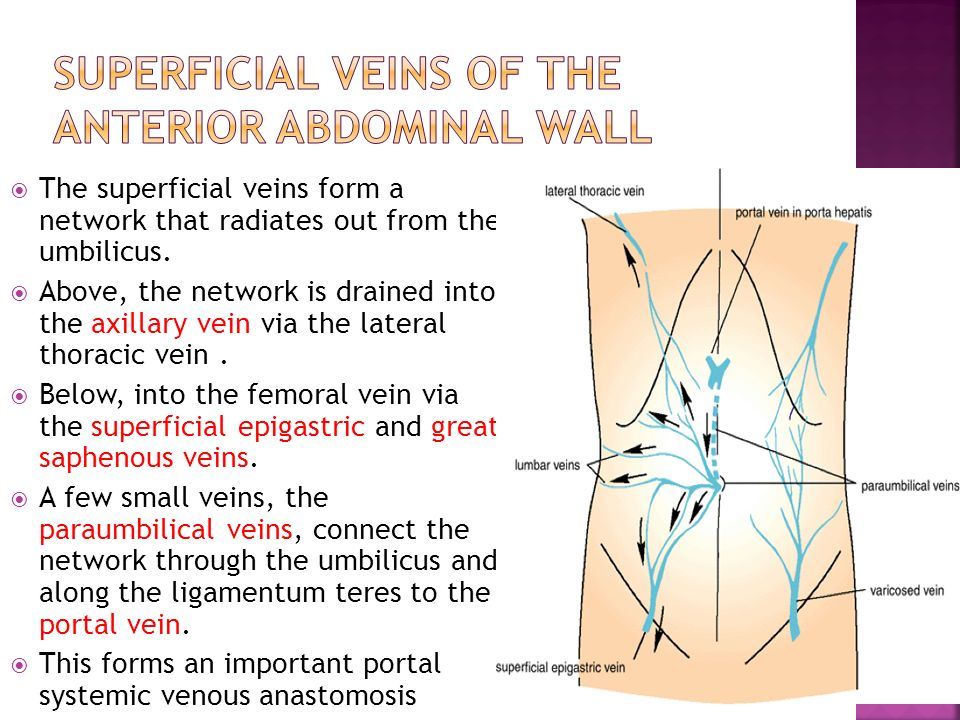 SUPERFICIAL VEINS OF THE
ANTERIOR ABDOMINAL WALL
The superficial veins form a
network that radiates out from the
umbilicus.
Above, the network is drained into
the axillary vein via the lateral
thoracic vein .
Below, into the femoral vein via
the superficial epigastric and great
saphenous veins.
A few small veins, the
paraumbilical veins, connect the
network through the umbilicus and
along the ligamentum teres to the
portal vein.
This forms an important portal
systemic venous anastomosis
lateral thoracic vein
portal vein in porta hepatis
lumbar veins
paraumbilical veins
varicosed vein
superficial epigastric vein